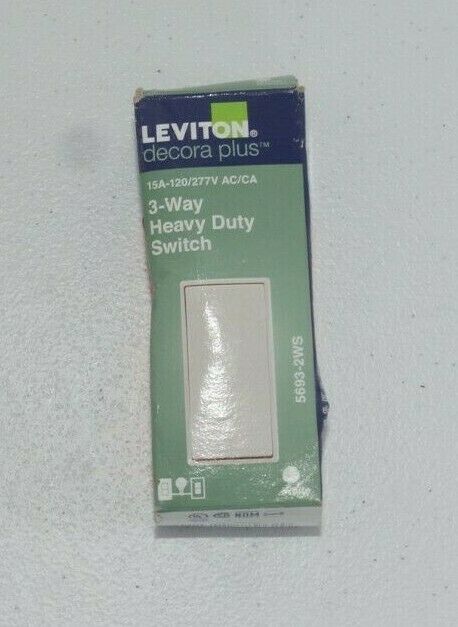 LEVITON®
decora plus™
15A-120/277V AC/CA
3-Way
Heavy Duty
Switch
5693-2WS